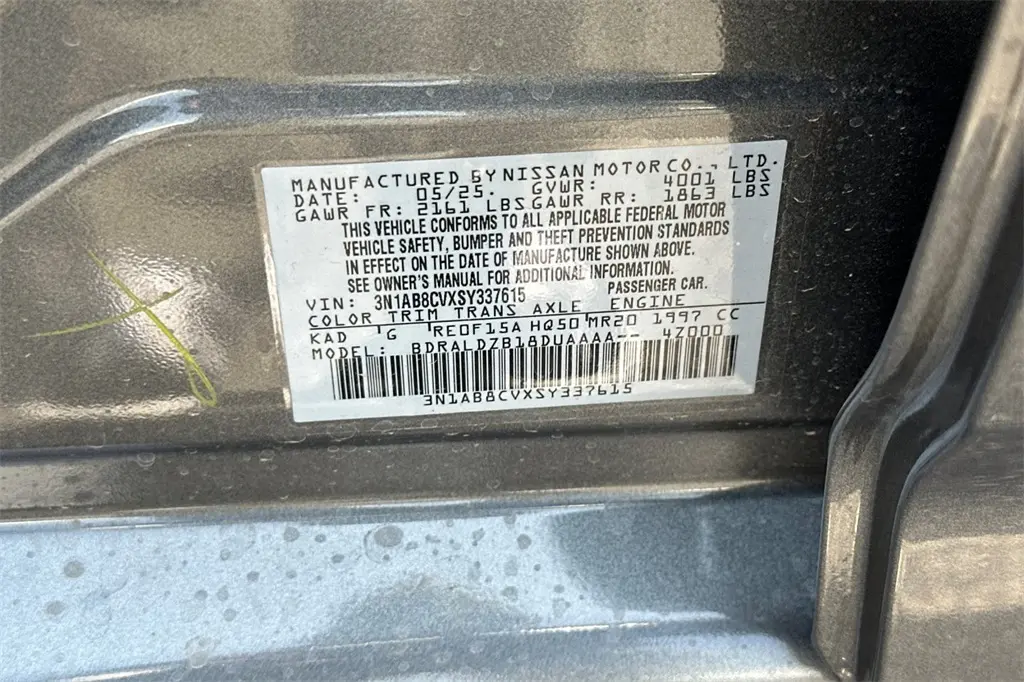 MANUFACTURED BY NISSAN MOTOR CO., LTD.
DATE: 05/25 GVWR: 4001 LBS
GAWR FR: 2161 LBS GAWR RR: 1863 LBS
THIS VEHICLE CONFORMS TO ALL APPLICABLE FEDERAL MOTOR
VEHICLE SAFETY, BUMPER AND THEFT PREVENTION STANDARDS
IN EFFECT ON THE DATE OF MANUFACTURE SHOWN ABOVE.
SEE OWNER'S MANUAL FOR ADDITIONAL INFORMATION.
VIN: 3N1AB8CVXSY337615 PASSENGER CAR.
COLOR TRIM TRANS AXLE ENGINE
KAD G RE0F15A HQ50 MR20 1997 CC
MODEL: BDRALDZB18DUAAAA-- 4Z000
3N1AB8CVXSY337615